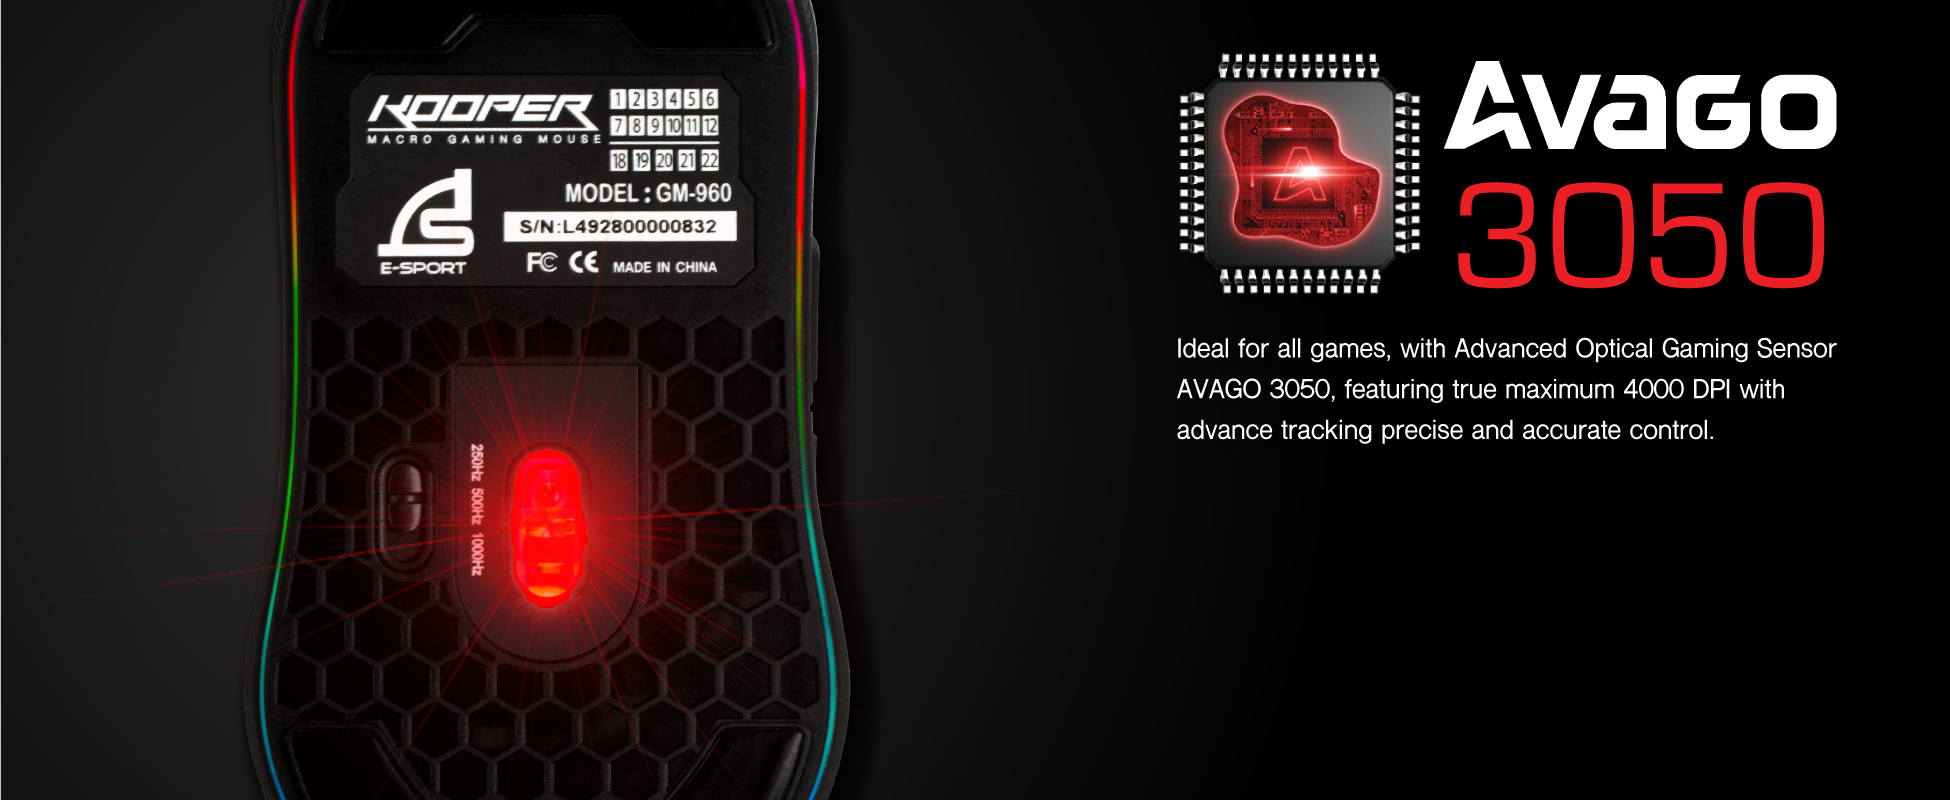 KOOPER
MACRO GAMING MOUSE
1 2 3 4 5 6
7 8 9 10 11 12
18 19 20 21 22
MODEL : GM-960
S/N:L492800000832
E-SPORT
FC CE MADE IN CHINA
250Hz 500Hz 1000Hz
AVAGO
3050
Ideal for all games, with Advanced Optical Gaming Sensor
AVAGO 3050, featuring true maximum 4000 DPI with
advance tracking precise and accurate control.